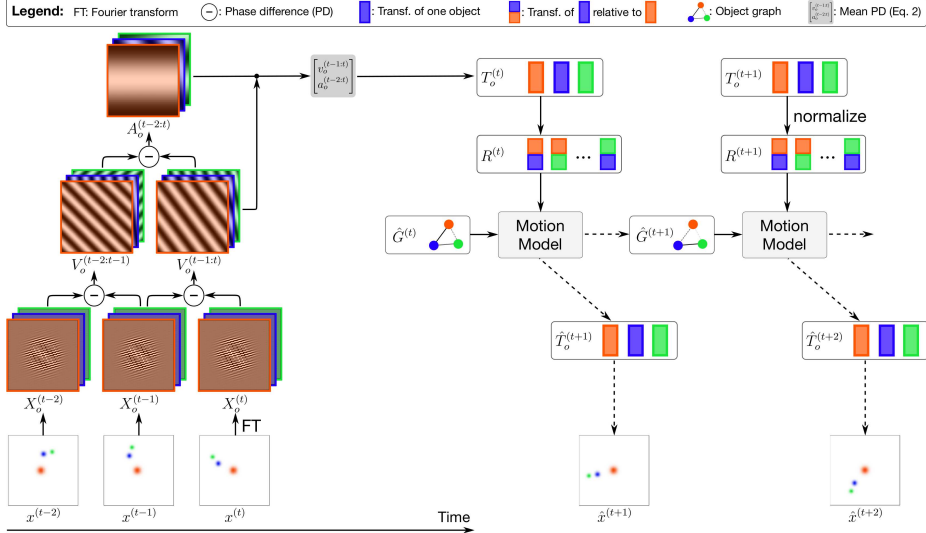 Legend: FT: Fourier transform − : Phase difference (PD) : Transf. of one object : Transf. of relative to : Object graph : Mean PD (Eq. 2)
A_o^{(t-2:t)}
[v_o^{(t-1:t)} a_o^{(t-2:t)}]
T_o^{(t)}
T_o^{(t+1)}
normalize
R^{(t)} ...
R^{(t+1)} ...
−
V_o^{(t-2:t-1)}
V_o^{(t-1:t)}
Ĝ^{(t)}
Motion
Model
Ĝ^{(t+1)}
Motion
Model
−
−
T̂_o^{(t+1)}
T̂_o^{(t+2)}
X_o^{(t-2)}
X_o^{(t-1)}
X_o^{(t)}
FT
x^{(t-2)}
x^{(t-1)}
x^{(t)}
x̂^{(t+1)}
x̂^{(t+2)}
Time